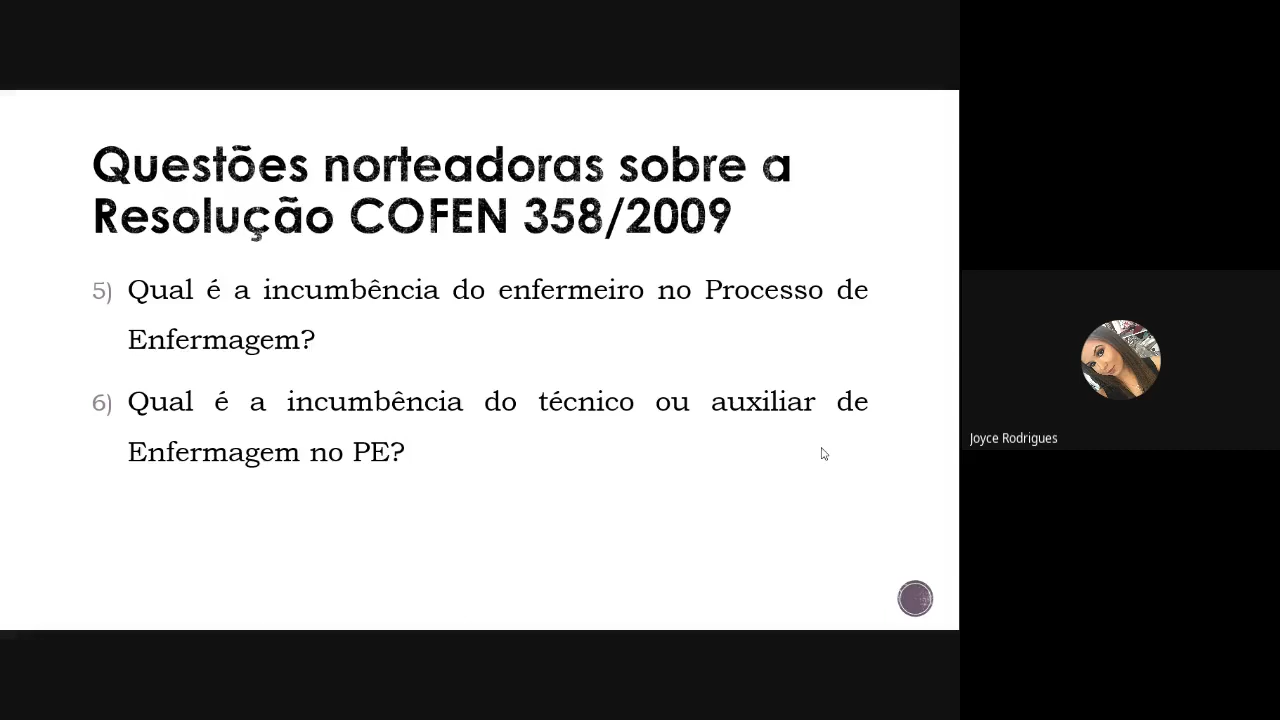 Questões norteadoras sobre a
Resolução COFEN 358/2009
5) Qual é a incumbência do enfermeiro no Processo de
Enfermagem?
6) Qual é a incumbência do técnico ou auxiliar de
Enfermagem no PE?
Joyce Rodrigues